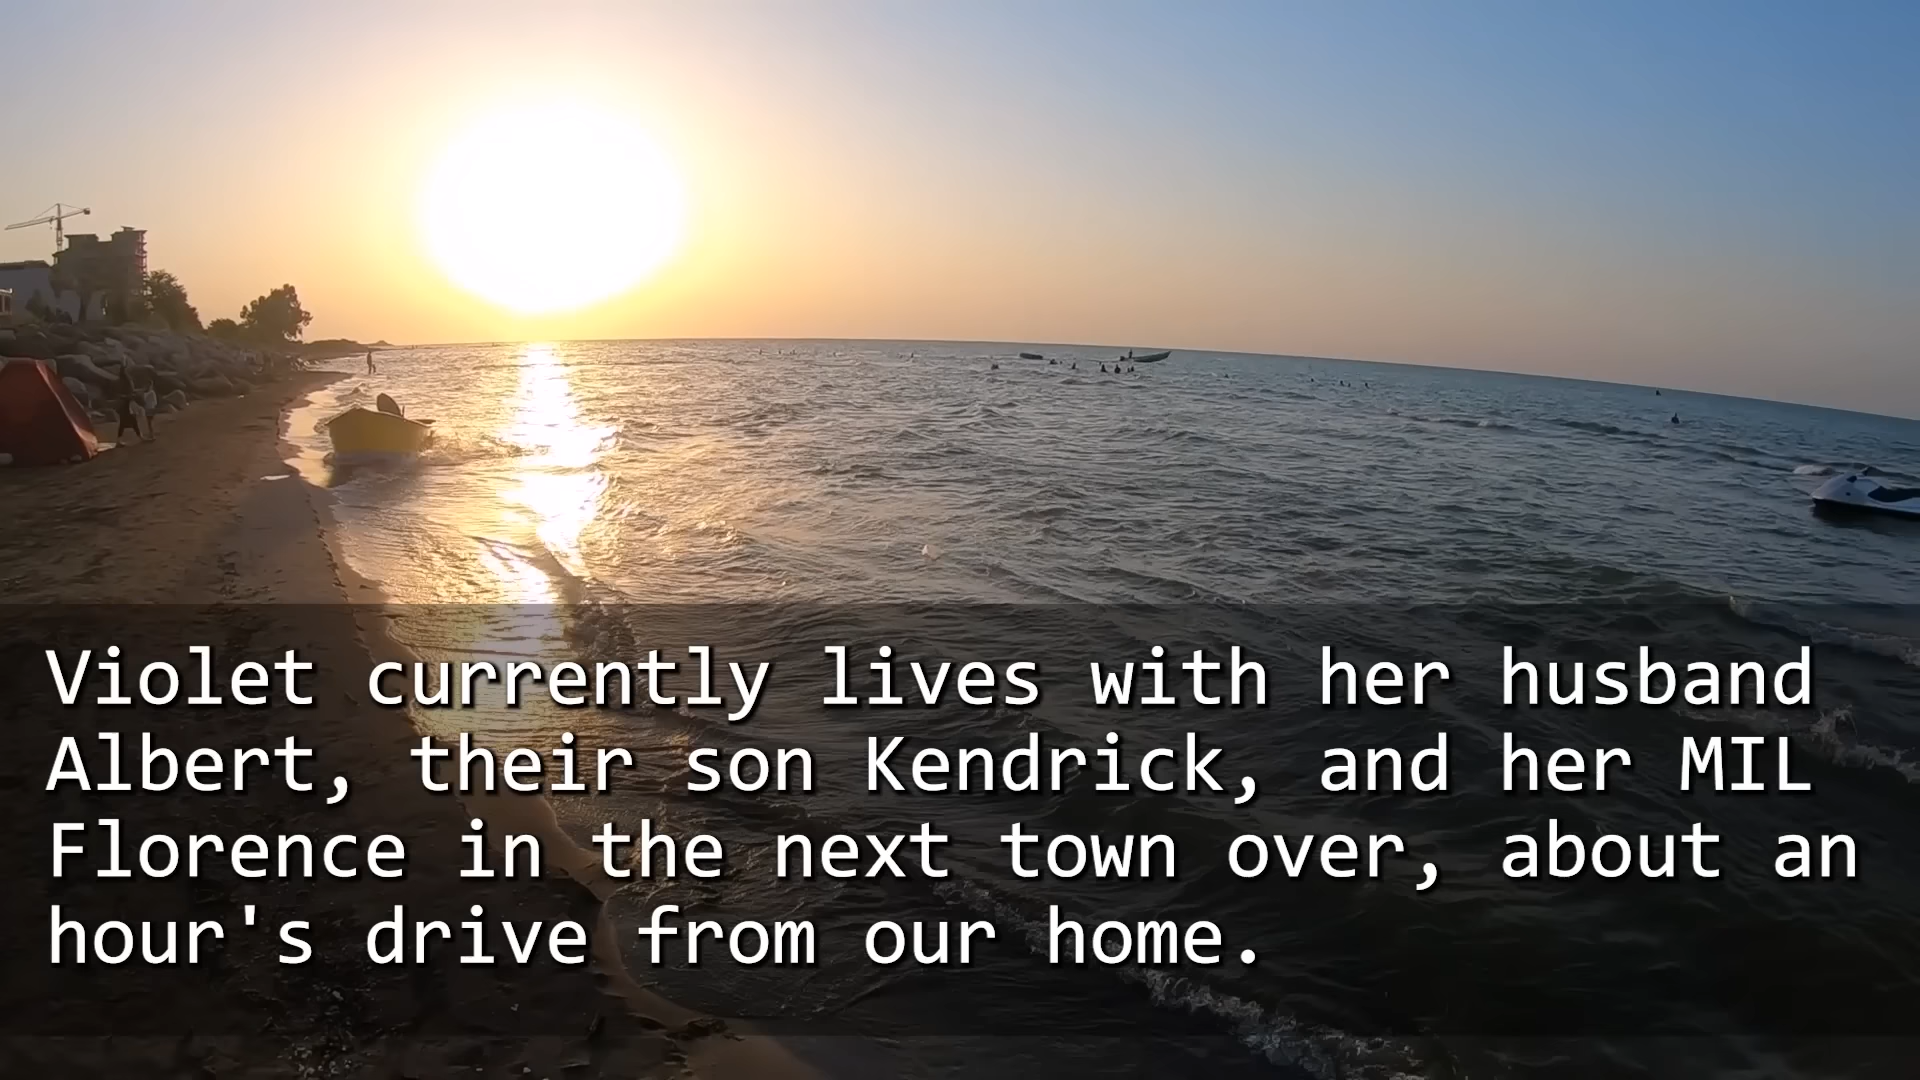 Violet currently lives with her husband
Albert, their son Kendrick, and her MIL
Florence in the next town over, about an
hour's drive from our home.